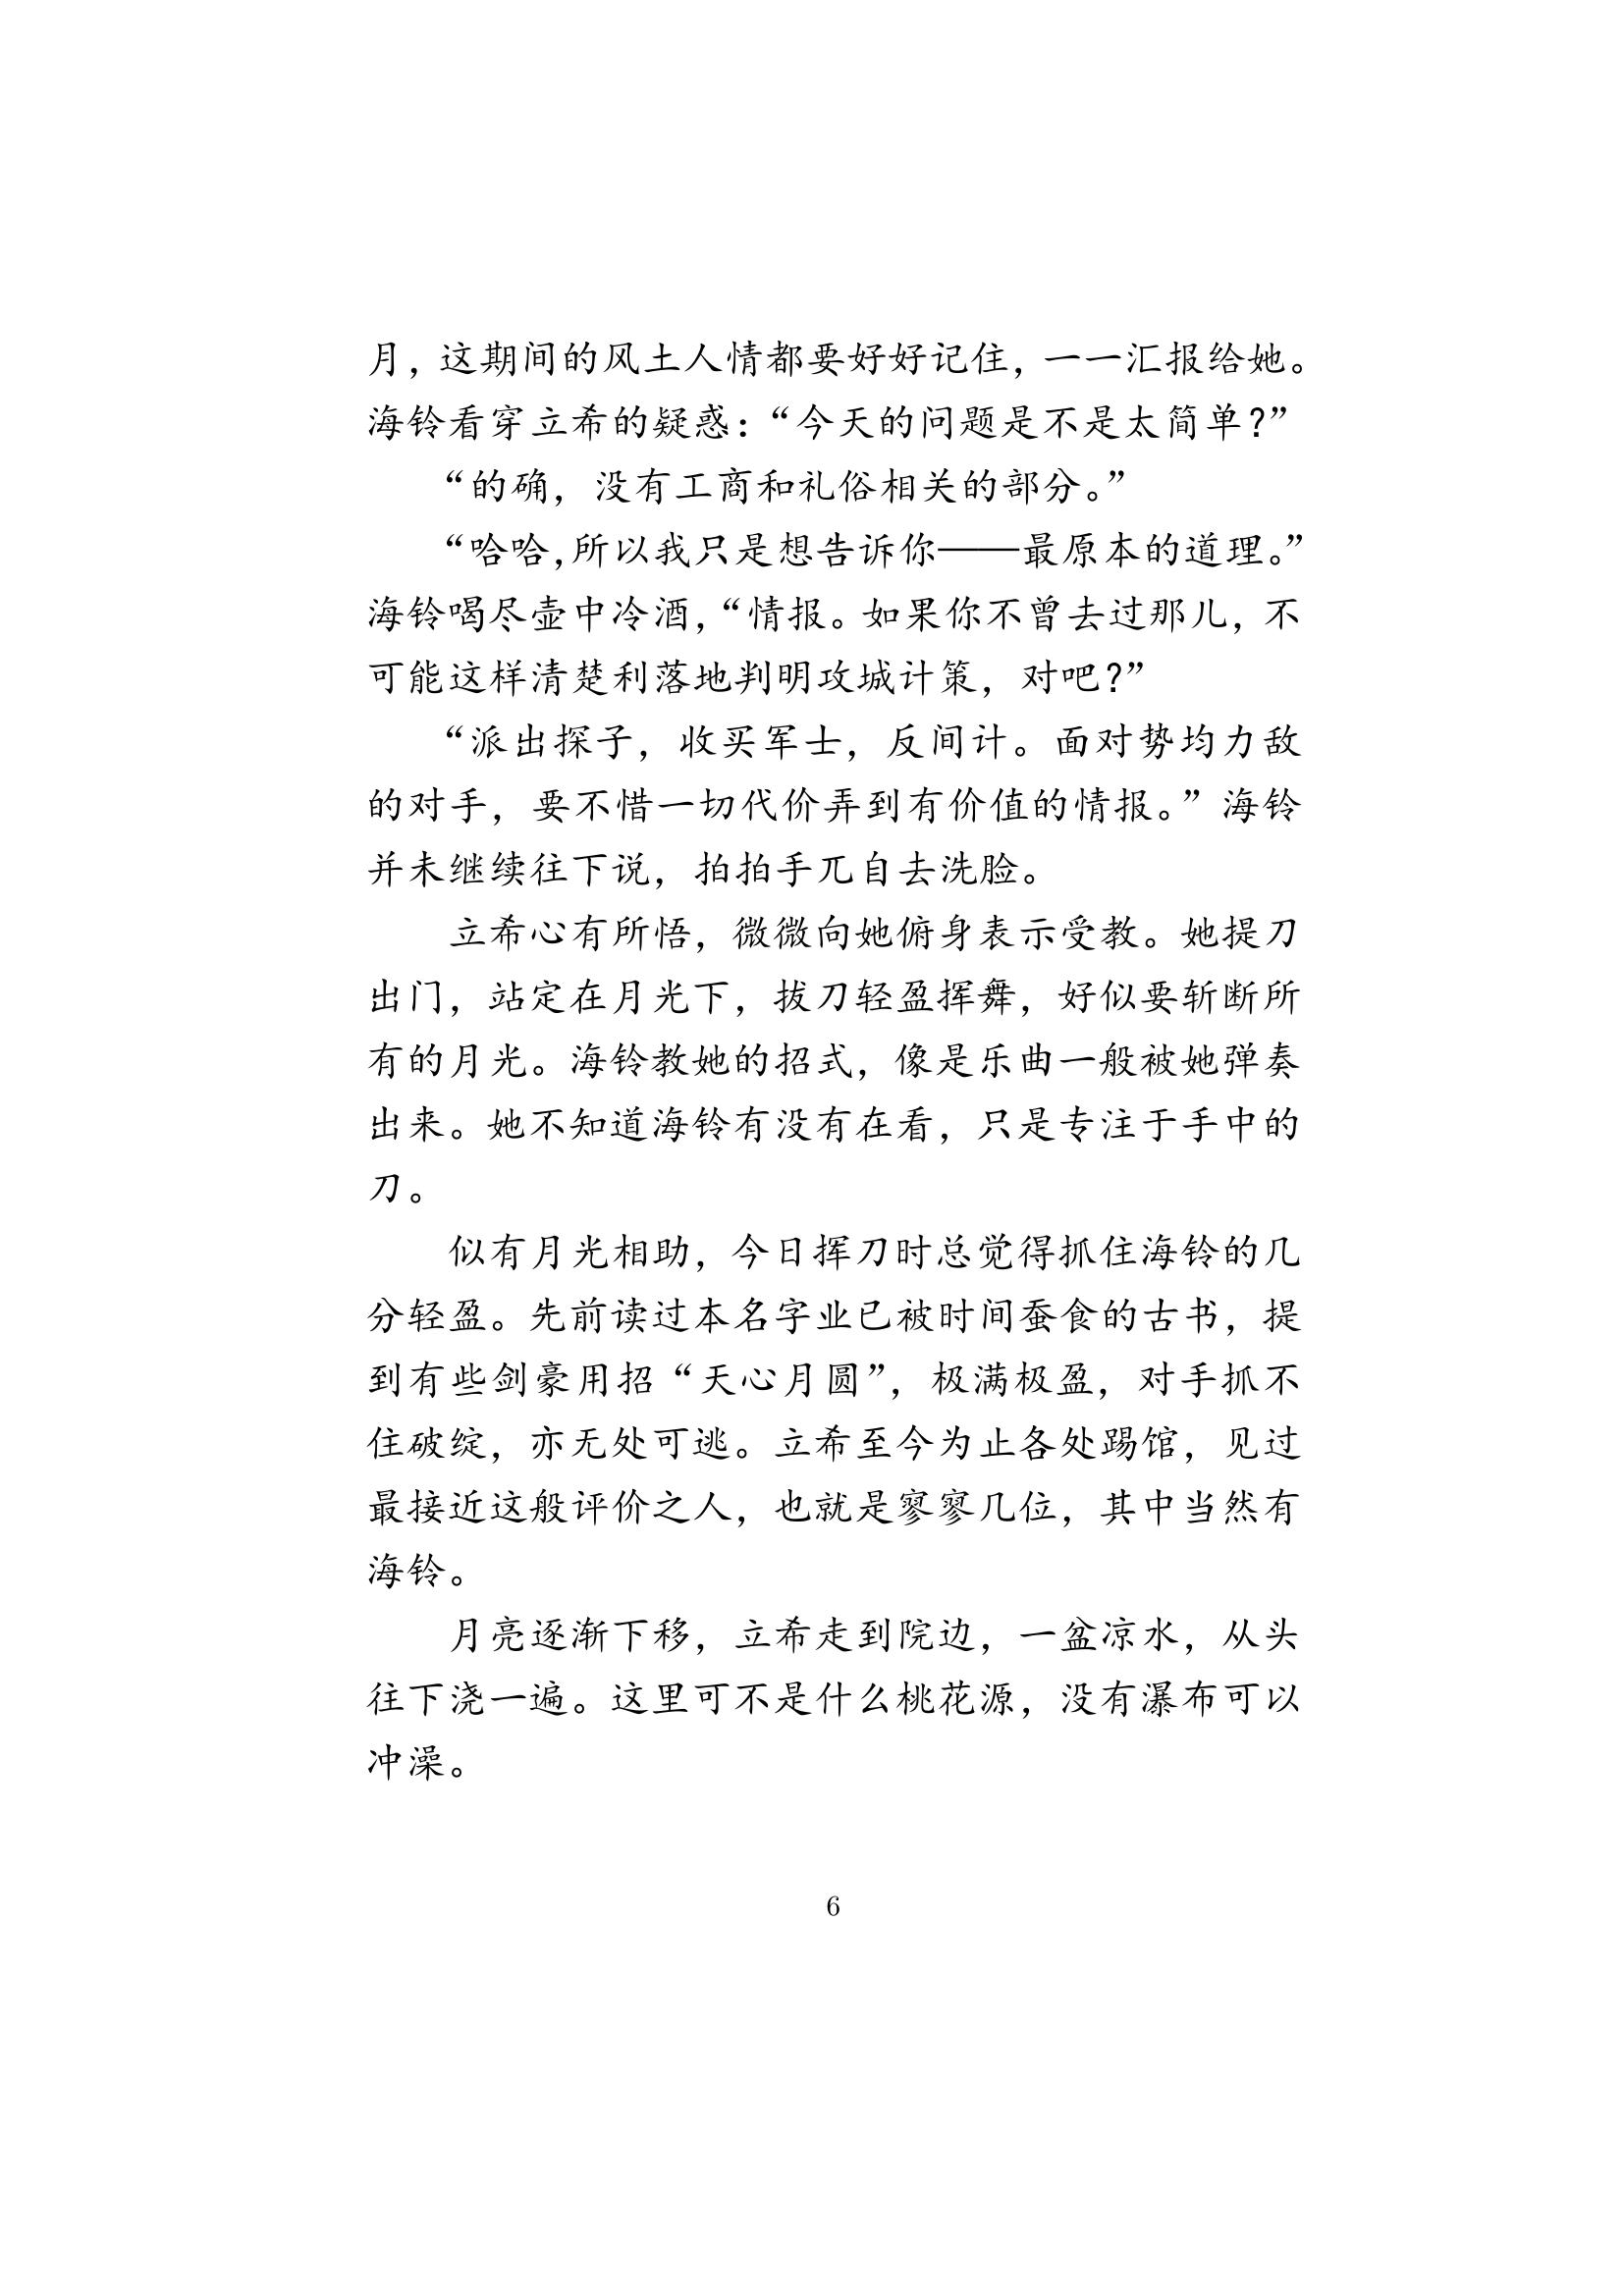 月，这期间的风土人情都要好好记住，一一汇报给她。
海铃看穿立希的疑惑：“今天的问题是不是太简单？”
“的确，没有工商和礼俗相关的部分。”
“哈哈，所以我只是想告诉你——最原本的道理。”
海铃喝尽壶中冷酒，“情报。如果你不曾去过那儿，不
可能这样清楚利落地判明攻城计策，对吧？”
“派出探子，收买军士，反间计。面对势均力敌
的对手，要不惜一切代价弄到有价值的情报。”海铃
并未继续往下说，拍拍手兀自去洗脸。
立希心有所悟，微微向她俯身表示受教。她提刀
出门，站定在月光下，拔刀轻盈挥舞，好似要斩断所
有的月光。海铃教她的招式，像是乐曲一般被她弹奏
出来。她不知道海铃有没有在看，只是专注于手中的
刀。
似有月光相助，今日挥刀时总觉得抓住海铃的几
分轻盈。先前读过本名字业已被时间蚕食的古书，提
到有些剑豪用招“天心月圆”，极满极盈，对手抓不
住破绽，亦无处可逃。立希至今为止各处踢馆，见过
最接近这般评价之人，也就是寥寥几位，其中当然有
海铃。
月亮逐渐下移，立希走到院边，一盆凉水，从头
往下浇一遍。这里可不是什么桃花源，没有瀑布可以
冲澡。
6